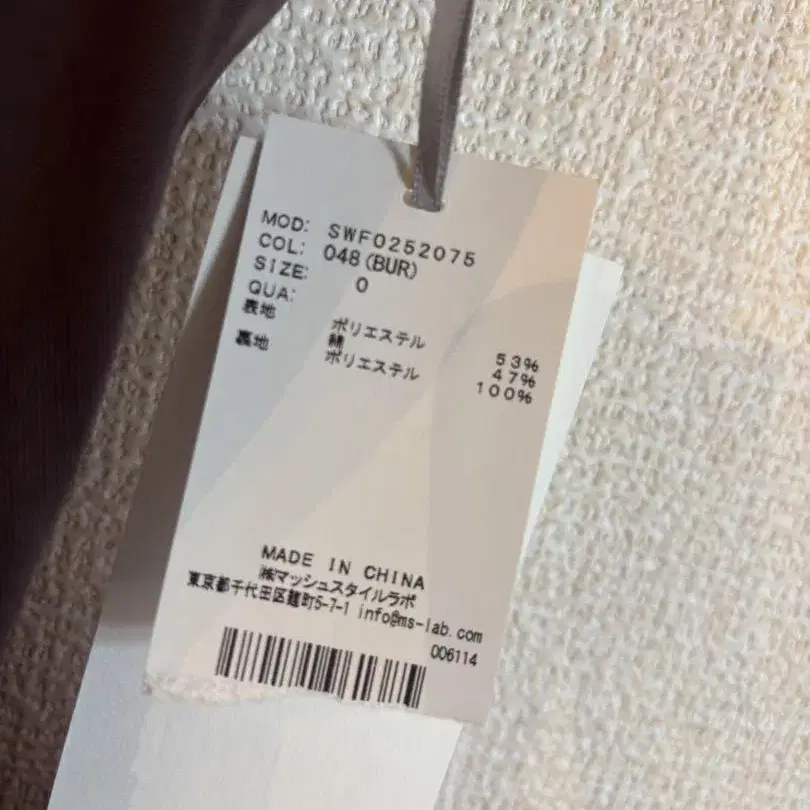 MOD: SWF0252075
COL: 048(BUR)
SIZE: 0
QUA:
表地 ポリエステル 53%
綿 47%
裏地 ポリエステル 100%
MADE IN CHINA
㈱マッシュスタイルラボ
東京都千代田区麹町5-7-1 info@ms-lab.com
006114